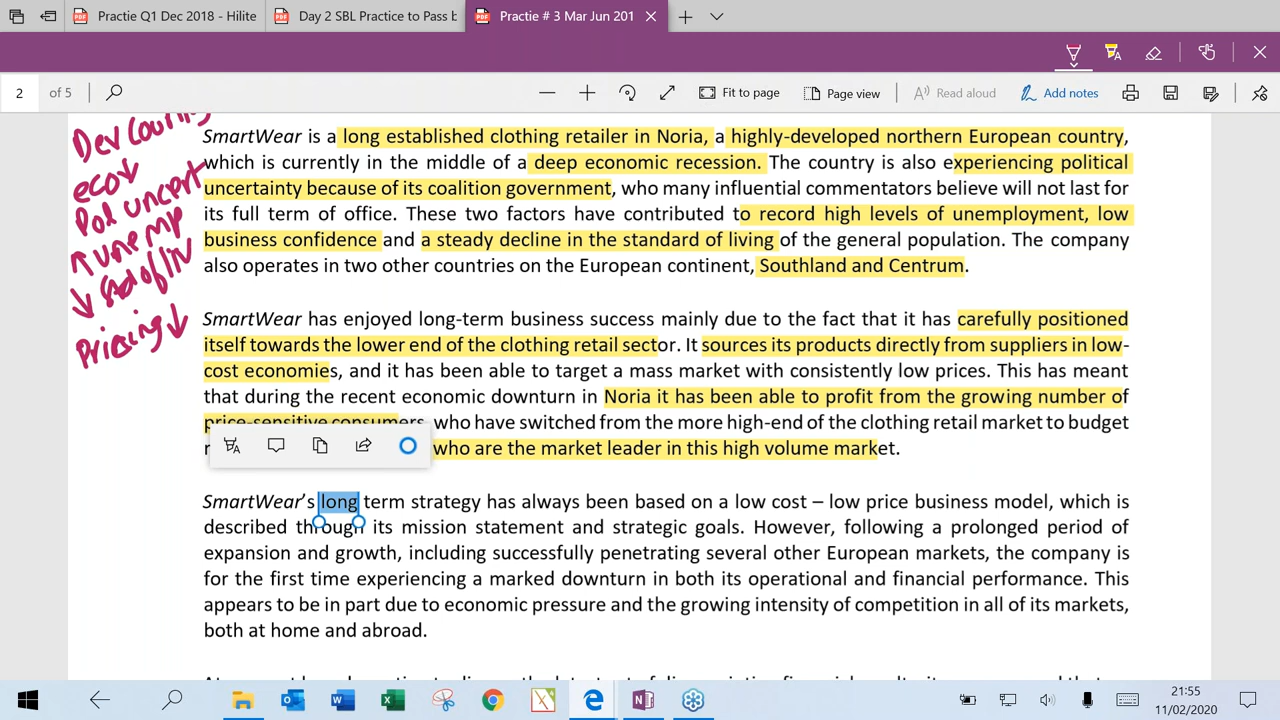 Practie Q1 Dec 2018 - Hilite
Day 2 SBL Practice to Pass b
Practie # 3 Mar Jun 201
2 of 5
Fit to page
Page view
Read aloud
Add notes
Dev Country
eco↓
Pol uncert
↑ unemp
↓ std of liv
Pricing ↓
SmartWear is a long established clothing retailer in Noria, a highly-developed northern European country,
which is currently in the middle of a deep economic recession. The country is also experiencing political
uncertainty because of its coalition government, who many influential commentators believe will not last for
its full term of office. These two factors have contributed to record high levels of unemployment, low
business confidence and a steady decline in the standard of living of the general population. The company
also operates in two other countries on the European continent, Southland and Centrum.
SmartWear has enjoyed long-term business success mainly due to the fact that it has carefully positioned
itself towards the lower end of the clothing retail sector. It sources its products directly from suppliers in low-
cost economies, and it has been able to target a mass market with consistently low prices. This has meant
that during the recent economic downturn in Noria it has been able to profit from the growing number of
price-sensitive consumers, who have switched from the more high-end of the clothing retail market to budget
who are the market leader in this high volume market.
SmartWear's long term strategy has always been based on a low cost – low price business model, which is
described through its mission statement and strategic goals. However, following a prolonged period of
expansion and growth, including successfully penetrating several other European markets, the company is
for the first time experiencing a marked downturn in both its operational and financial performance. This
appears to be in part due to economic pressure and the growing intensity of competition in all of its markets,
both at home and abroad.
21:55
11/02/2020